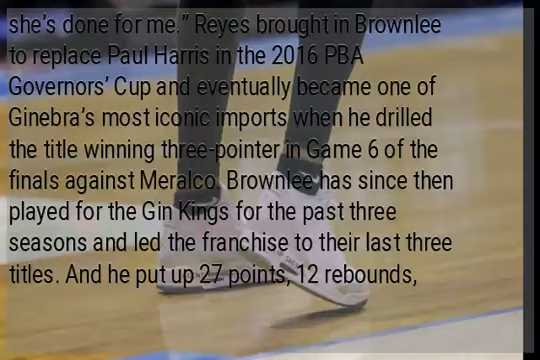 she’s done for me.” Reyes brought in Brownlee
to replace Paul Harris in the 2016 PBA
Governors’ Cup and eventually became one of
Ginebra’s most iconic imports when he drilled
the title winning three-pointer in Game 6 of the
finals against Meralco. Brownlee has since then
played for the Gin Kings for the past three
seasons and led the franchise to their last three
titles. And he put up 27 points, 12 rebounds,